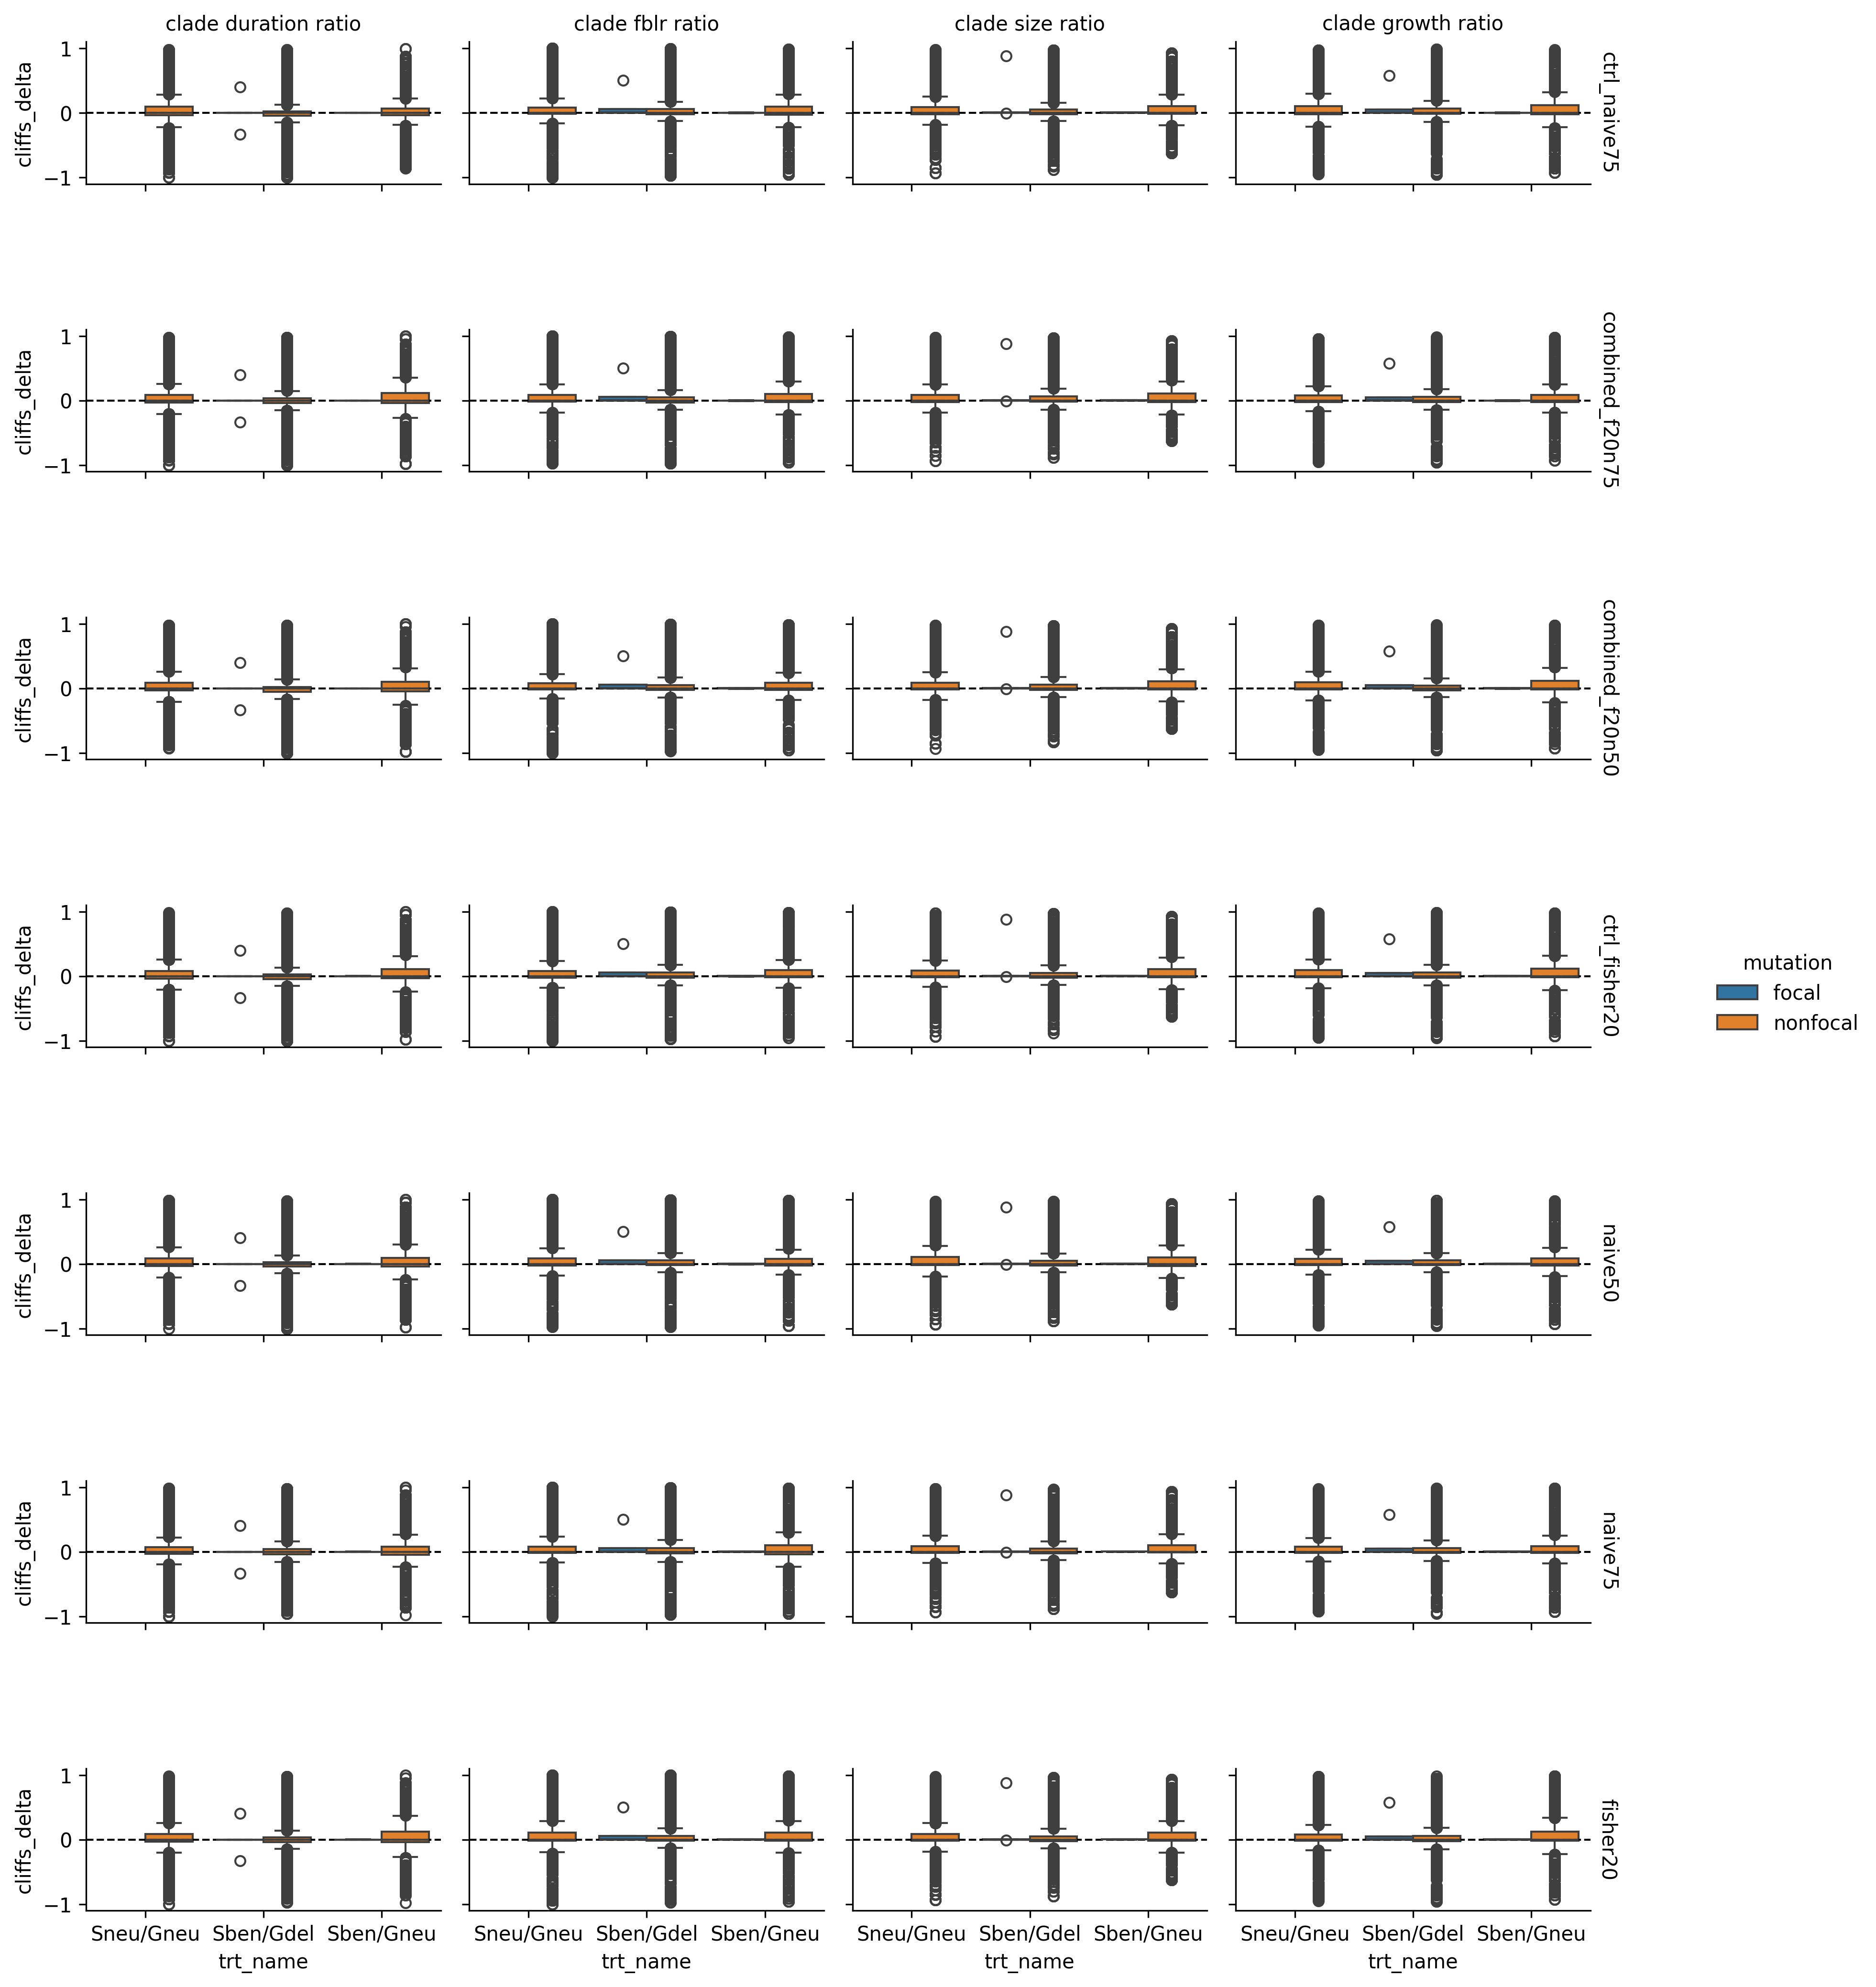 clade duration ratio clade fblr ratio clade size ratio clade growth ratio
cliffs_delta
1
0
−1
ctrl_naive75
cliffs_delta
1
0
−1
combined_f20n75
cliffs_delta
1
0
−1
combined_f20n50
cliffs_delta
1
0
−1
ctrl_fisher20
mutation
focal
nonfocal
cliffs_delta
1
0
−1
naive50
cliffs_delta
1
0
−1
naive75
cliffs_delta
1
0
−1
fisher20
Sneu/Gneu Sben/Gdel Sben/Gneu Sneu/Gneu Sben/Gdel Sben/Gneu Sneu/Gneu Sben/Gdel Sben/Gneu Sneu/Gneu Sben/Gdel Sben/Gneu
trt_name trt_name trt_name trt_name